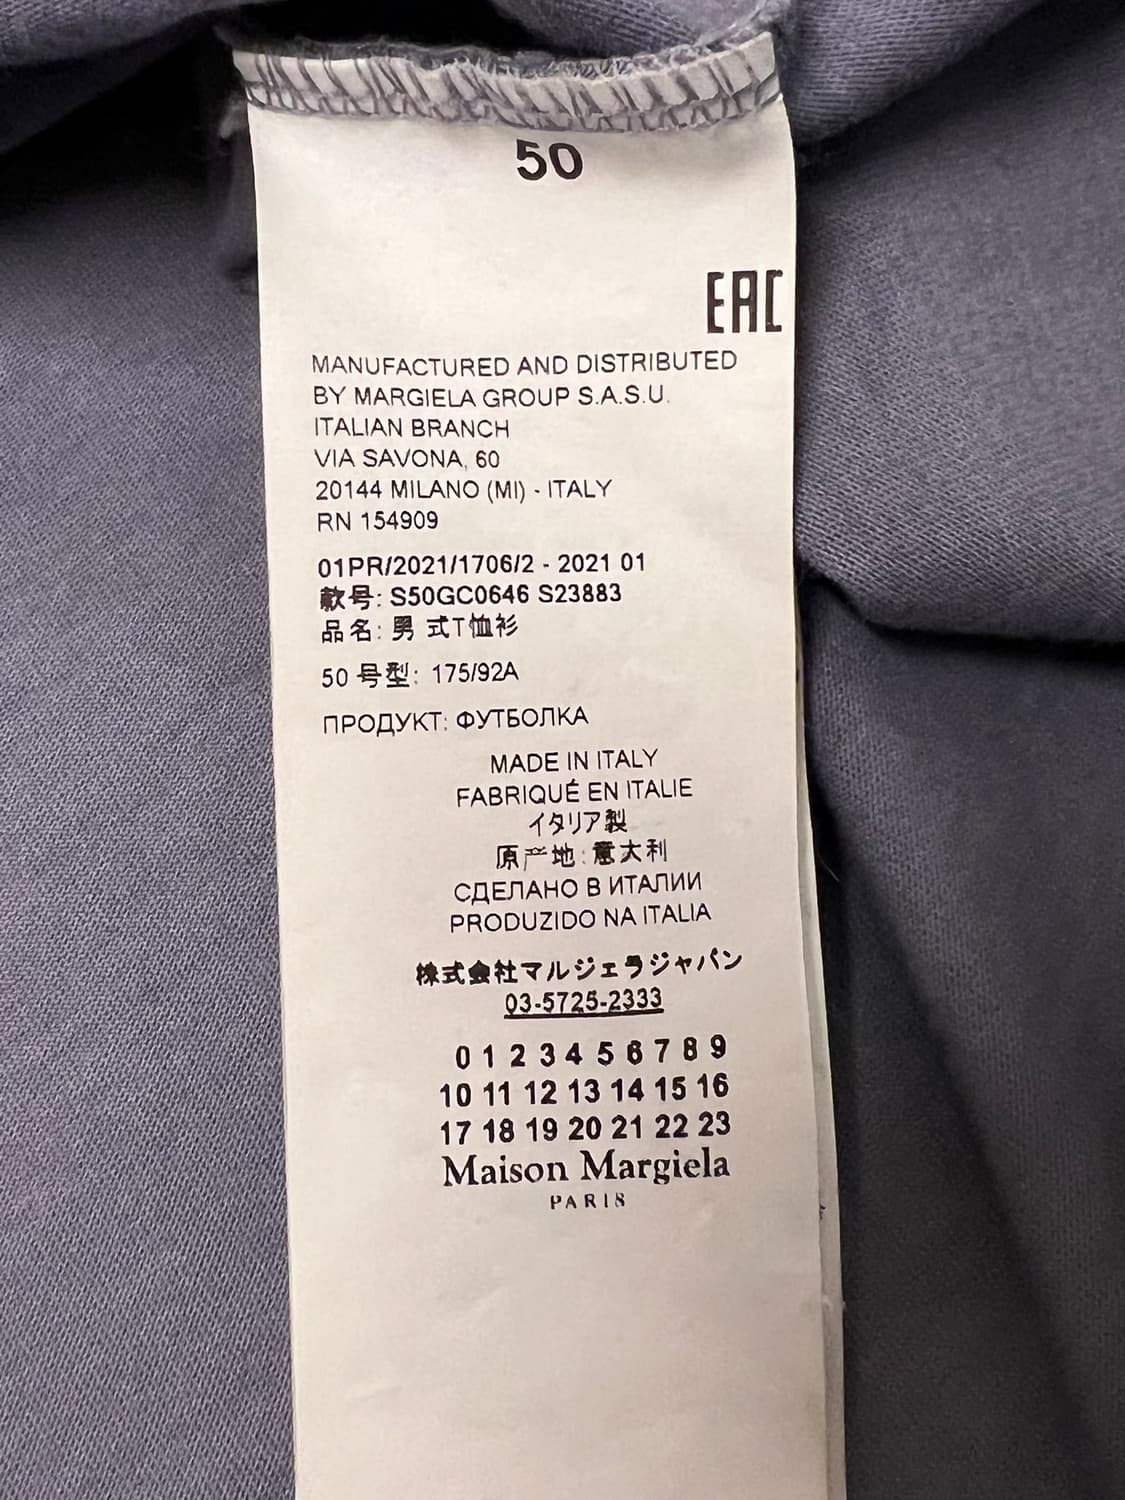 50
EAC
MANUFACTURED AND DISTRIBUTED
BY MARGIELA GROUP S.A.S.U.
ITALIAN BRANCH
VIA SAVONA, 60
20144 MILANO (MI) - ITALY
RN 154909
01PR/2021/1706/2 - 2021 01
款号: S50GC0646 S23883
品名: 男 式T恤衫
50 号型: 175/92A
ПРОДУКТ: ФУТБОЛКА
MADE IN ITALY
FABRIQUÉ EN ITALIE
イタリア製
原产地: 意大利
СДЕЛАНО В ИТАЛИИ
PRODUZIDO NA ITALIA
株式会社マルジェラジャパン
03-5725-2333
0 1 2 3 4 5 6 7 8 9
10 11 12 13 14 15 16
17 18 19 20 21 22 23
Maison Margiela
PARIS